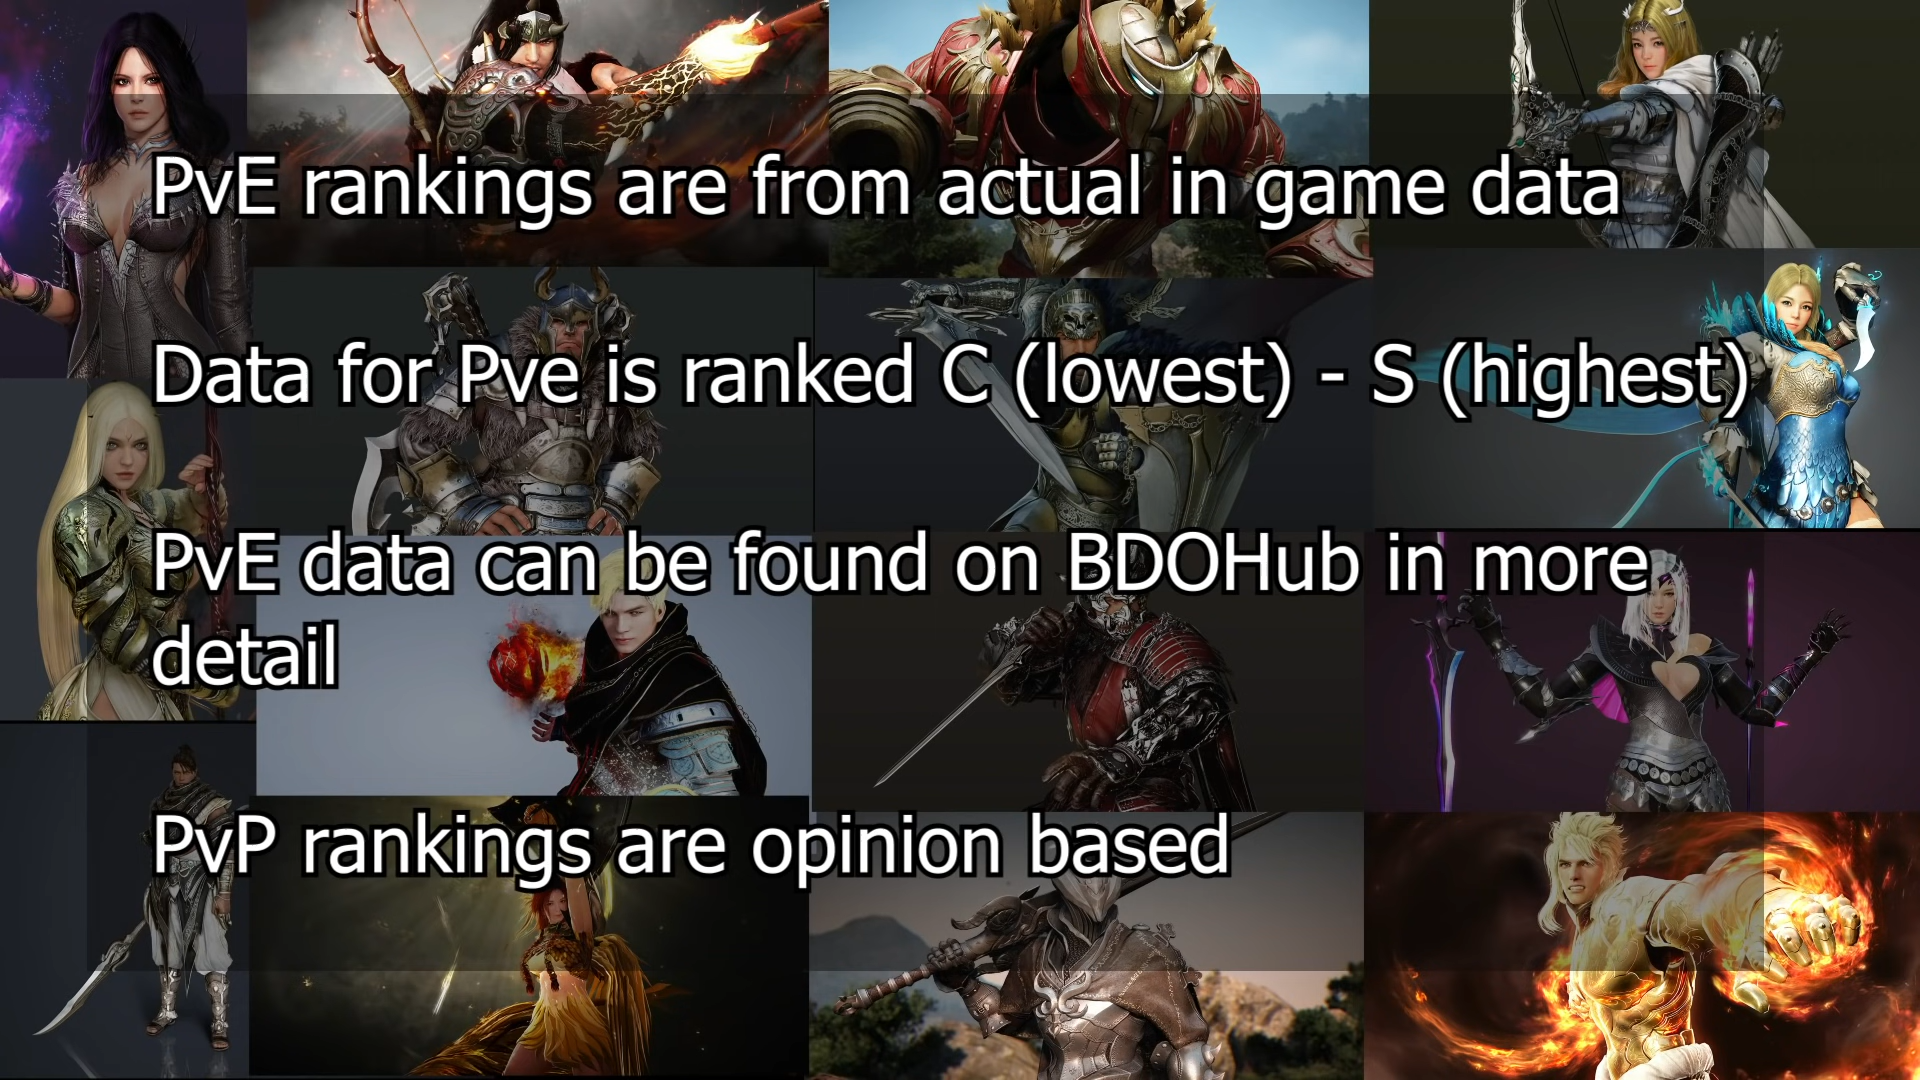 PvE rankings are from actual in game data
Data for Pve is ranked C (lowest) - S (highest)
PvE data can be found on BDOHub in more
detail
PvP rankings are opinion based